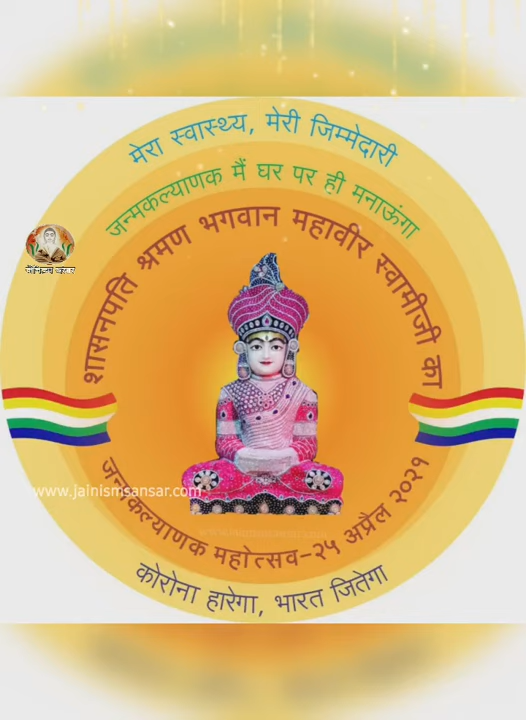 मेरा स्वास्थ्य, मेरी जिम्मेदारी
जन्मकल्याणक मैं घर पर ही मनाऊंगा
शासनपति श्रमण भगवान महावीर स्वामीजी का
www.jainismsansar.com
जन्मकल्याणक महोत्सव-२५ अप्रैल २०२१
कोरोना हारेगा, भारत जितेगा